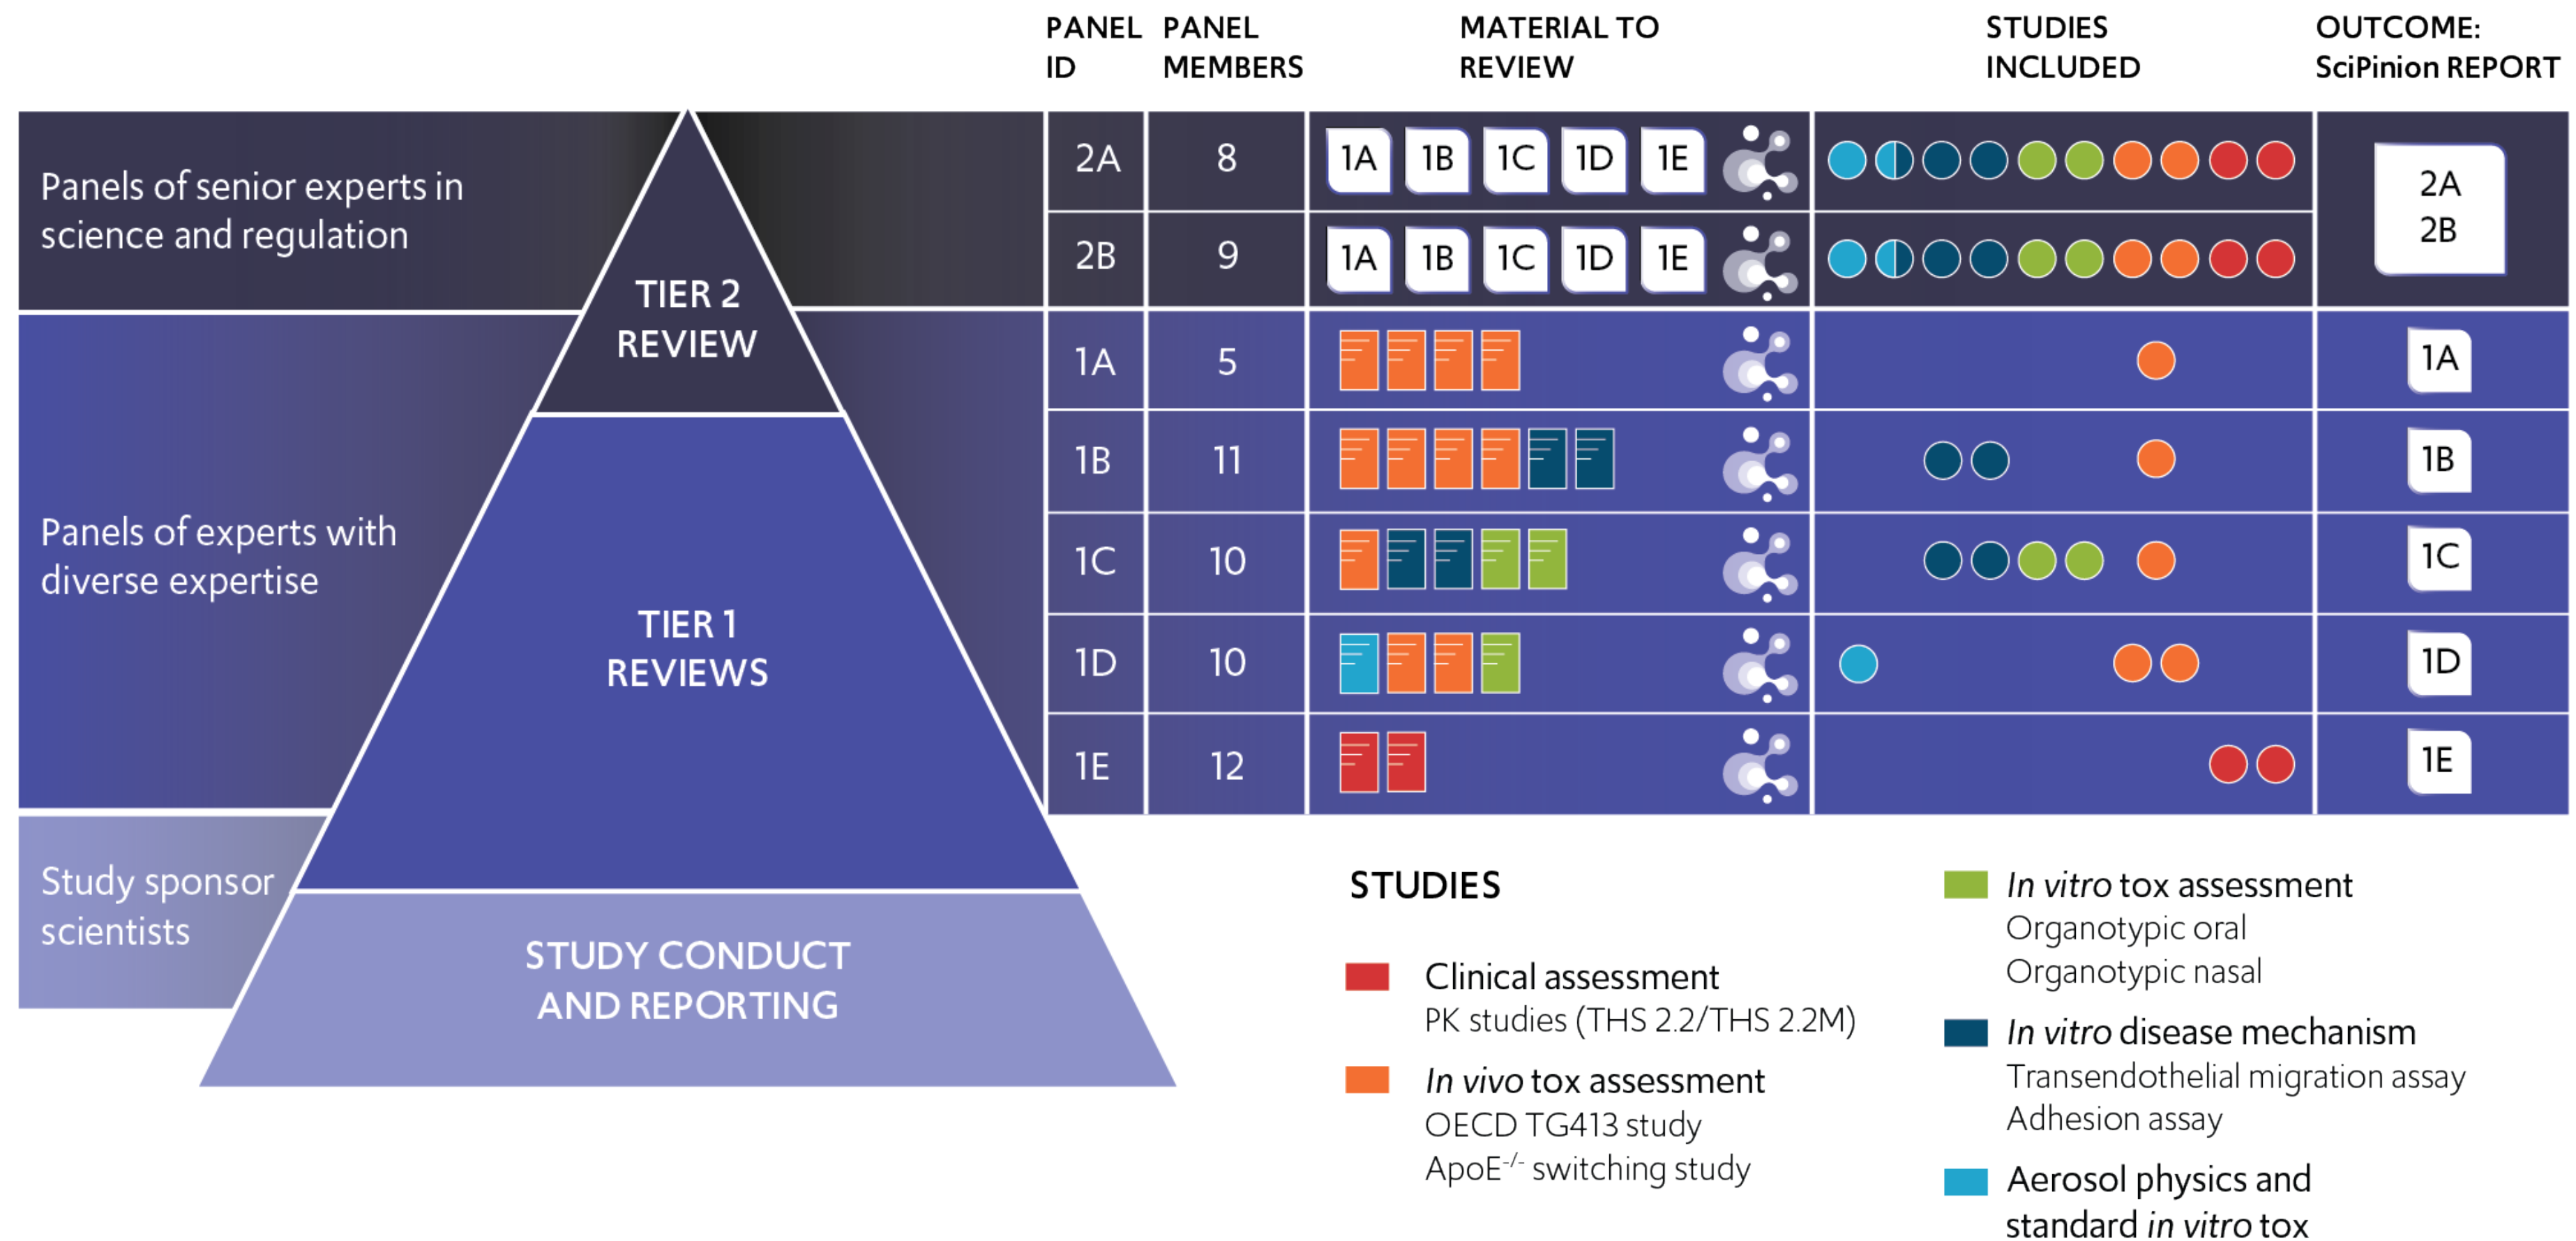 PANEL ID
PANEL MEMBERS
MATERIAL TO REVIEW
STUDIES INCLUDED
OUTCOME:
SciPinion REPORT
Panels of senior experts in
science and regulation
TIER 2
REVIEW
2A 8 1A 1B 1C 1D 1E
2B 9 1A 1B 1C 1D 1E
2A
2B
Panels of experts with
diverse expertise
TIER 1
REVIEWS
1A 5 1A
1B 11 1B
1C 10 1C
1D 10 1D
1E 12 1E
Study sponsor
scientists
STUDY CONDUCT
AND REPORTING
STUDIES
Clinical assessment
PK studies (THS 2.2/THS 2.2M)
In vivo tox assessment
OECD TG413 study
ApoE-/- switching study
In vitro tox assessment
Organotypic oral
Organotypic nasal
In vitro disease mechanism
Transendothelial migration assay
Adhesion assay
Aerosol physics and
standard in vitro tox